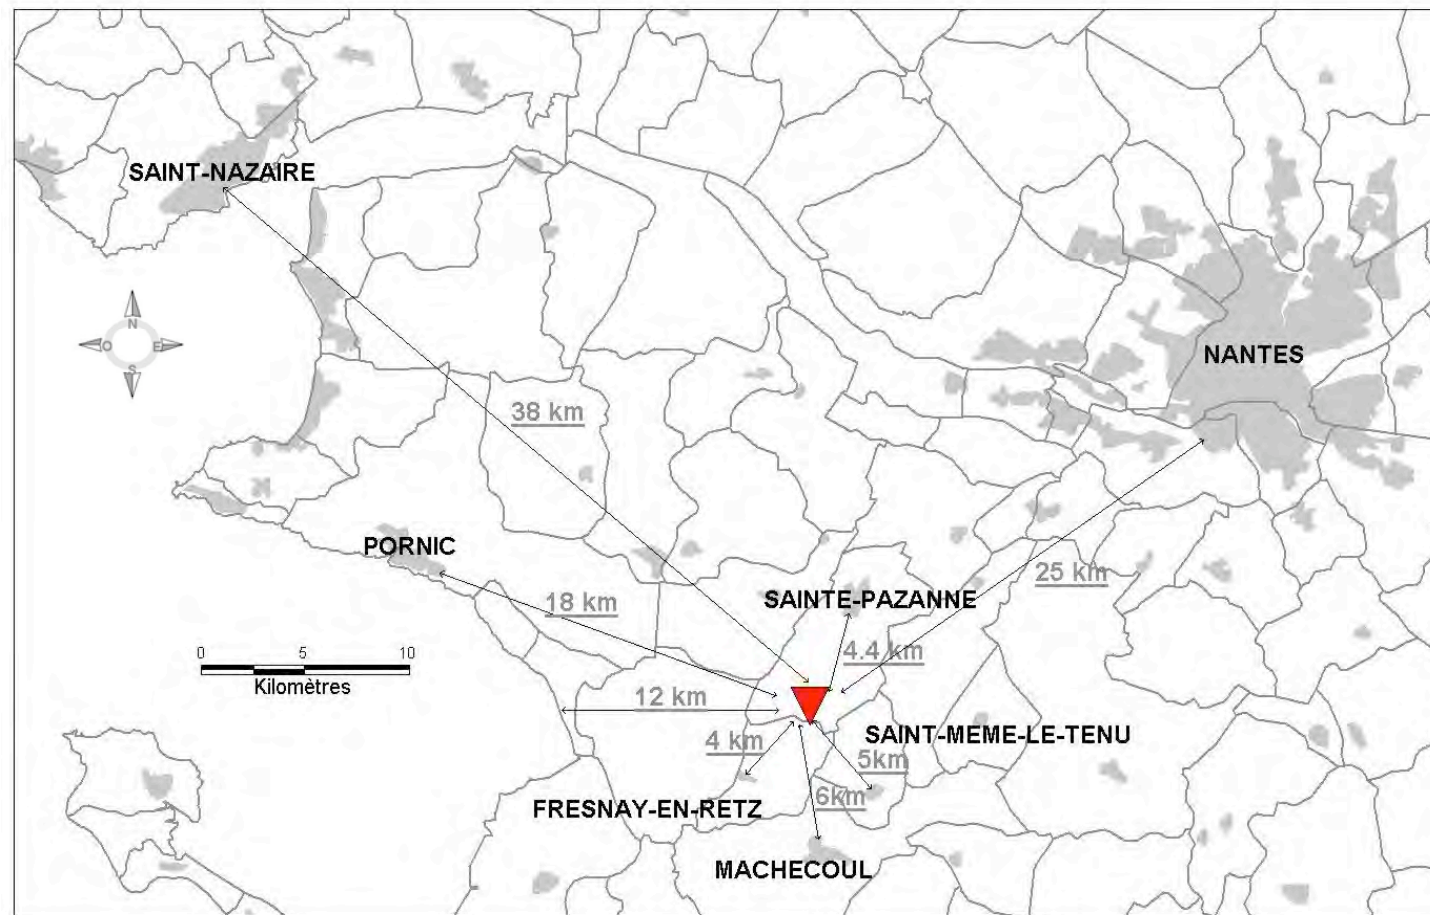 SAINT-NAZAIRE
N
O
E
S
NANTES
38 km
PORNIC
25 km
SAINTE-PAZANNE
18 km
4.4 km
0 5 10
Kilomètres
12 km
SAINT-MEME-LE-TENU
4 km
5km
6km
FRESNAY-EN-RETZ
MACHECOUL